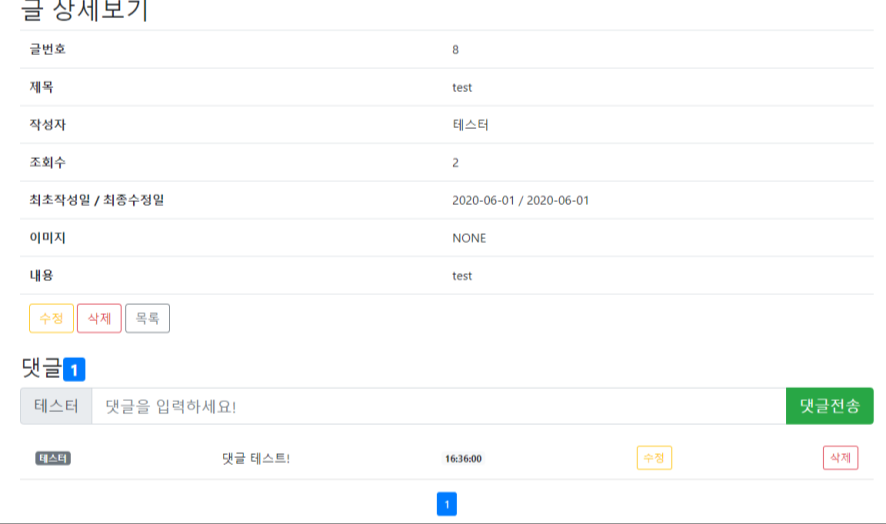 글 상세보기
글번호 8
제목 test
작성자 테스터
조회수 2
최초작성일 / 최종수정일 2020-06-01 / 2020-06-01
이미지 NONE
내용 test
수정 삭제 목록
댓글 1
테스터 댓글을 입력하세요! 댓글전송
테스터 댓글 테스트! 16:36:00 수정 삭제
1